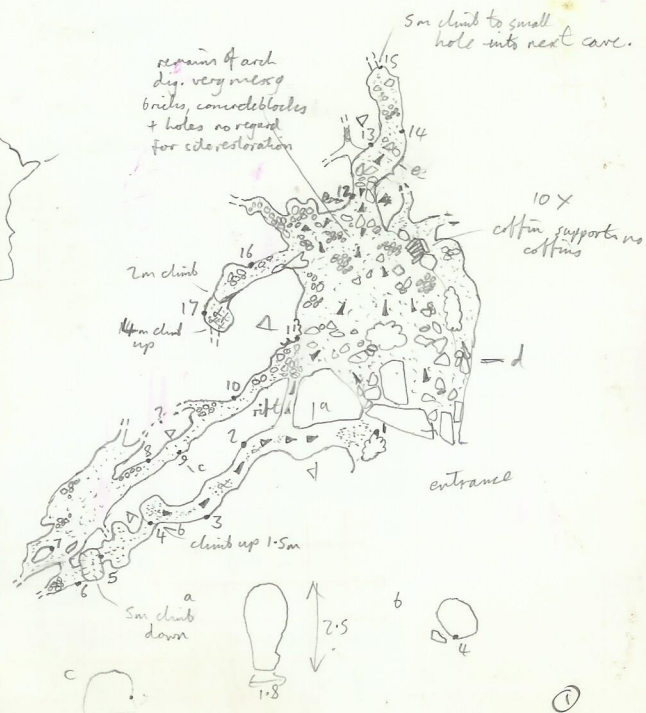 5m climb to small
hole into next cave.
remains of arch
dig. very messy
bricks, concrete blocks
+ holes no regard
for site restoration
15
13
14
e
12
10 X
coffin supports no
coffins
16
a
2m climb
17
14m climb
up
11
d
10
rift
1a
1
2
?
8
9
c
entrance
3
4
b
climb up 1.5m
7
5
6
5m climb
down
a
2.5
1.8
b
4
c
1